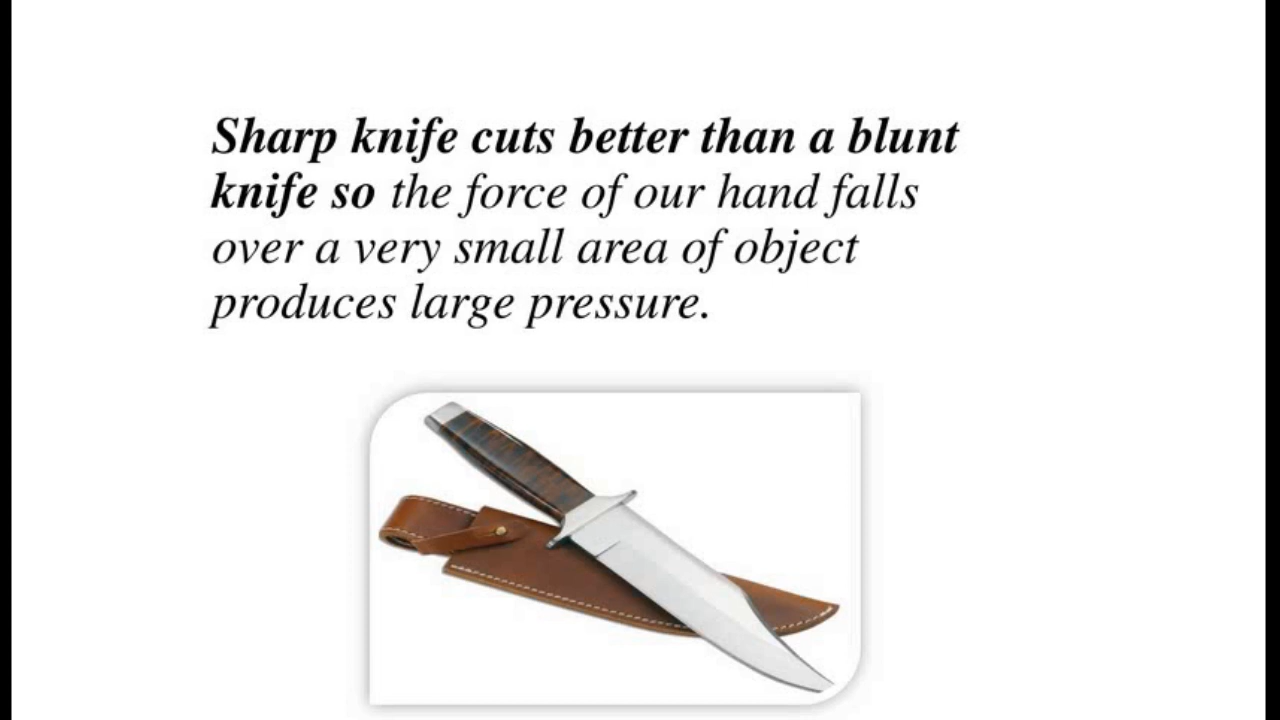 Sharp knife cuts better than a blunt
knife so the force of our hand falls
over a very small area of object
produces large pressure.